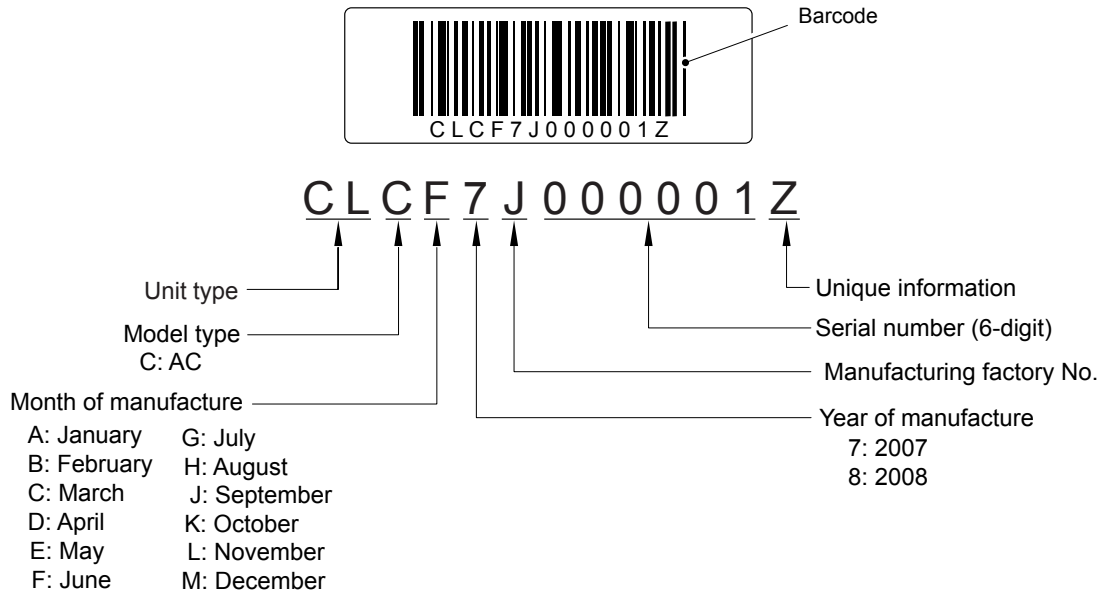 Barcode
CLCF7J000001Z
CLCF7J000001Z
Unit type
Unique information
Model type
C: AC
Serial number (6-digit)
Manufacturing factory No.
Month of manufacture
A: January
B: February
C: March
D: April
E: May
F: June
G: July
H: August
J: September
K: October
L: November
M: December
Year of manufacture
7: 2007
8: 2008